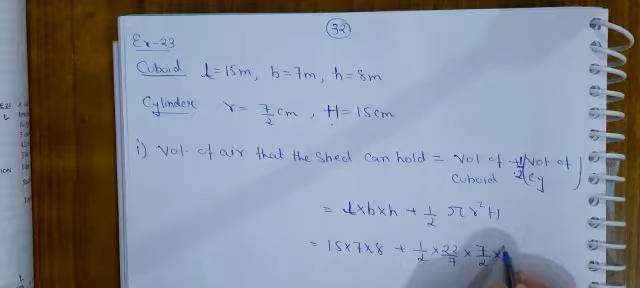 32
Ex-23
Cuboid l=15m, b=7m, h=8m
Cylinder r=7/2cm, H=15cm
i) Vol. of air that the shed can hold = Vol of cuboid + 1/2 (Vol of cy)
= l×b×h + 1/2 πr²H
= 15×7×8 + 1/2 × 22/7 × 7/2 ×